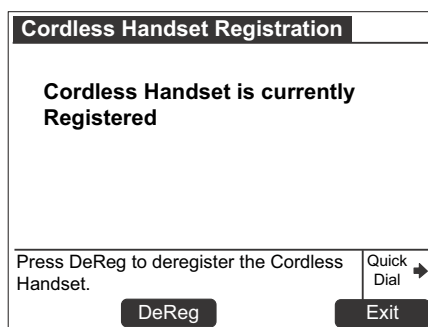 Cordless Handset Registration
Cordless Handset is currently
Registered
Press DeReg to deregister the Cordless
Handset.
Quick
Dial
DeReg
Exit